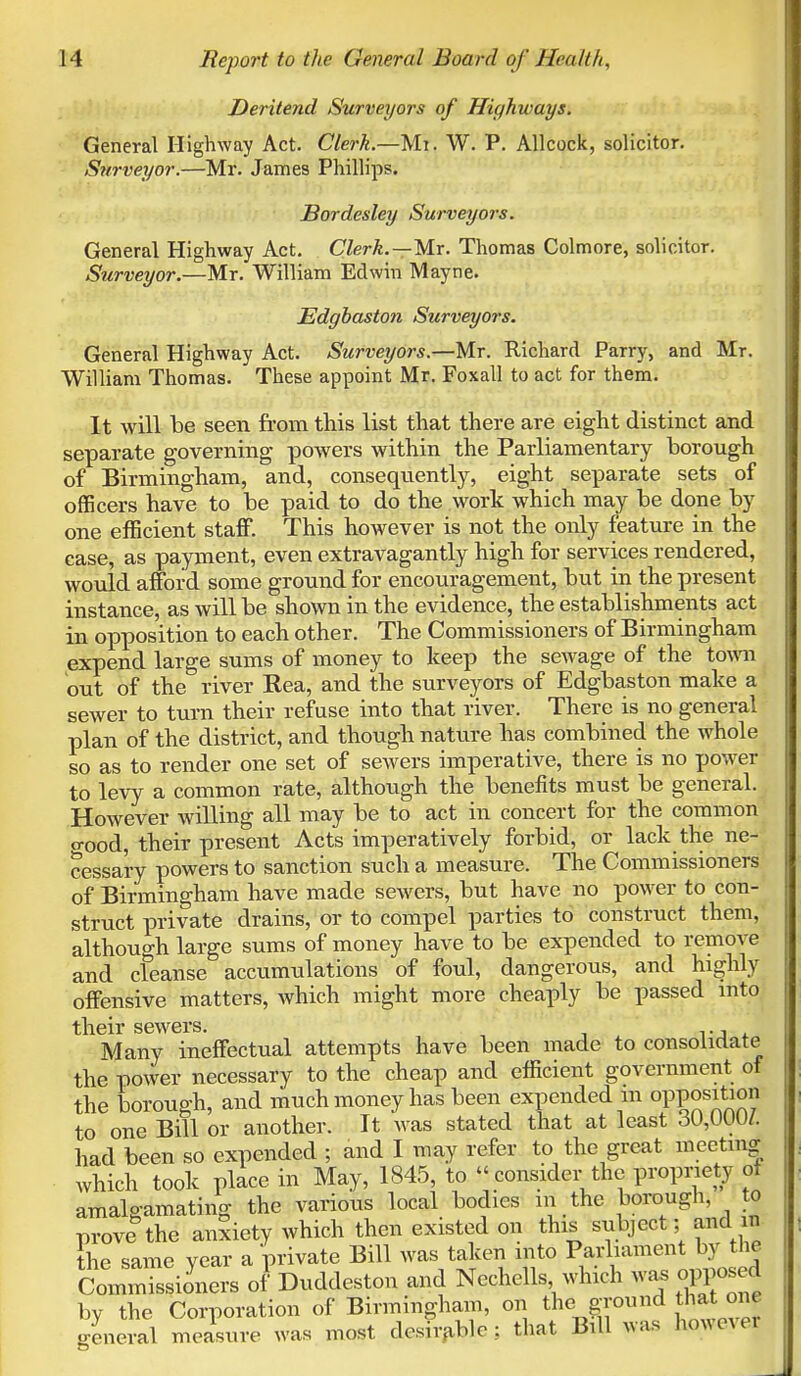 14 Report to the General Board of Health,
Deritend Surveyors of Highways.
General Highway Act. Clerk.—Mr. W. P. Allcock, solicitor.
Surveyor.—Mr. James Phillips.
Bordesley Surveyors.
General Highway Act. Clerk.—Mr. Thomas Colmore, solicitor.
Surveyor.—Mr. William Edwin Mayne.
Edgbaston Surveyors.
General Highway Act. Surveyors.—Mr. Richard Parry, and Mr.
William Thomas. These appoint Mr. Foxall to act for them.
It will be seen from this list that there are eight distinct and
separate governing powers within the Parliamentary borough
of Birmingham, and, consequently, eight separate sets of
officers have to be paid to do the work which may be done by
one efficient staff. This however is not the only feature in the
case, as payment, even extravagantly high for services rendered,
would afford some ground for encouragement, but in the present
instance, as will be shown in the evidence, the establishments act
in opposition to each other. The Commissioners of Birmingham
expend large sums of money to keep the sewage of the town
out of the river Rea, and the surveyors of Edgbaston make a
sewer to turn their refuse into that river. There is no general
plan of the district, and though nature has combined the whole
so as to render one set of sewers imperative, there is no power
to levy a common rate, although the benefits must be general.
However willing all may be to act in concert for the common
good, their present Acts imperatively forbid, or lack the ne-
cessary powers to sanction such a measure. The Commissioners
of Birmingham have made sewers, but have no power to con-
struct private drains, or to compel parties to construct them,
although large sums of money have to be expended to remove
and cleanse accumulations of foul, dangerous, and highly
offensive matters, which might more cheaply be passed into
their sewers.
Many ineffectual attempts have been made to consolidate
the power necessary to the cheap and efficient government of
the borough, and much money has been expended in opposition
to one Bill or another. It was stated that at least 30,000l.
had been so expended ; and I may refer to the great meeting
which took place in May, 1845, to “consider the propriety of
amalgamating the various local bodies in the borough,” to
prove the anxiety which then existed on this subject; and in
the same year a private Bill was taken into Parliament by the
Commissioners of Duddeston and Nechells, which was opposed
by the Corporation of Birmingham, on the ground that one
general measure was most desirable; that Bill was however